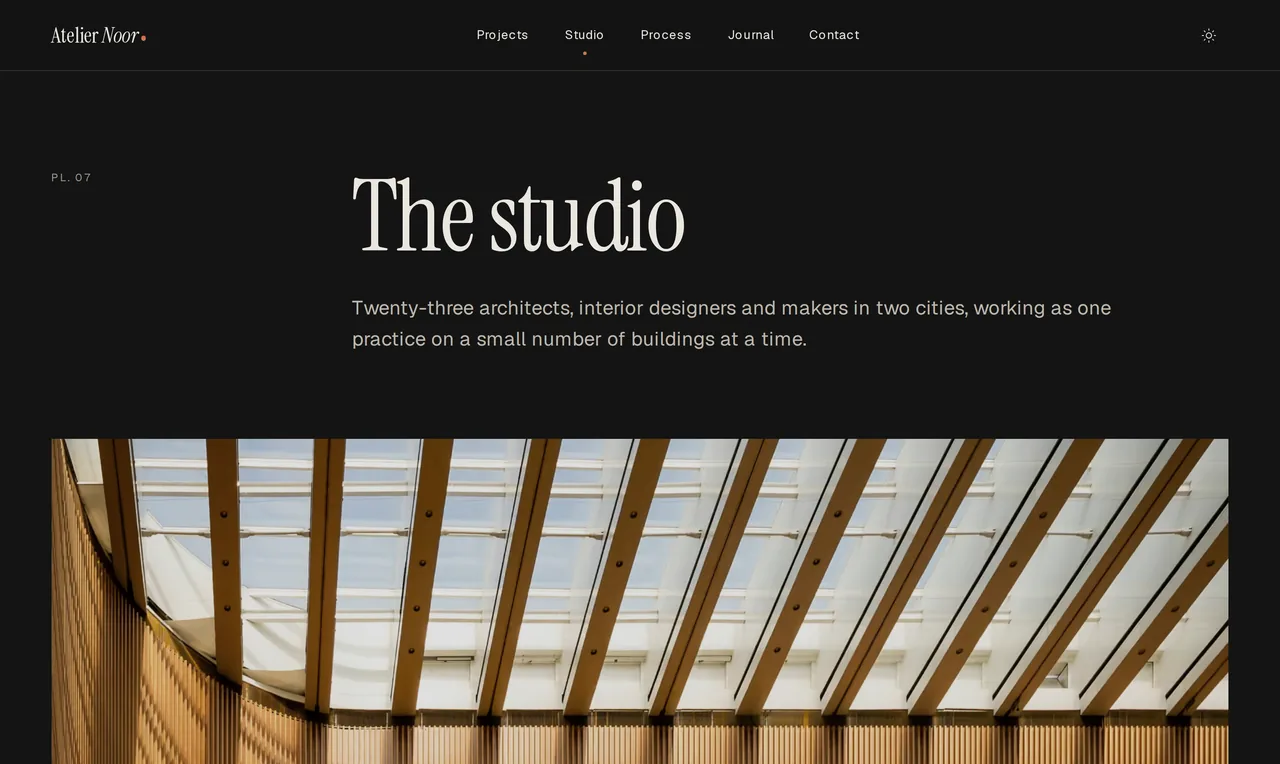 Atelier Noor
Projects
Studio
Process
Journal
Contact
PL. 07
The studio
Twenty-three architects, interior designers and makers in two cities, working as one
practice on a small number of buildings at a time.